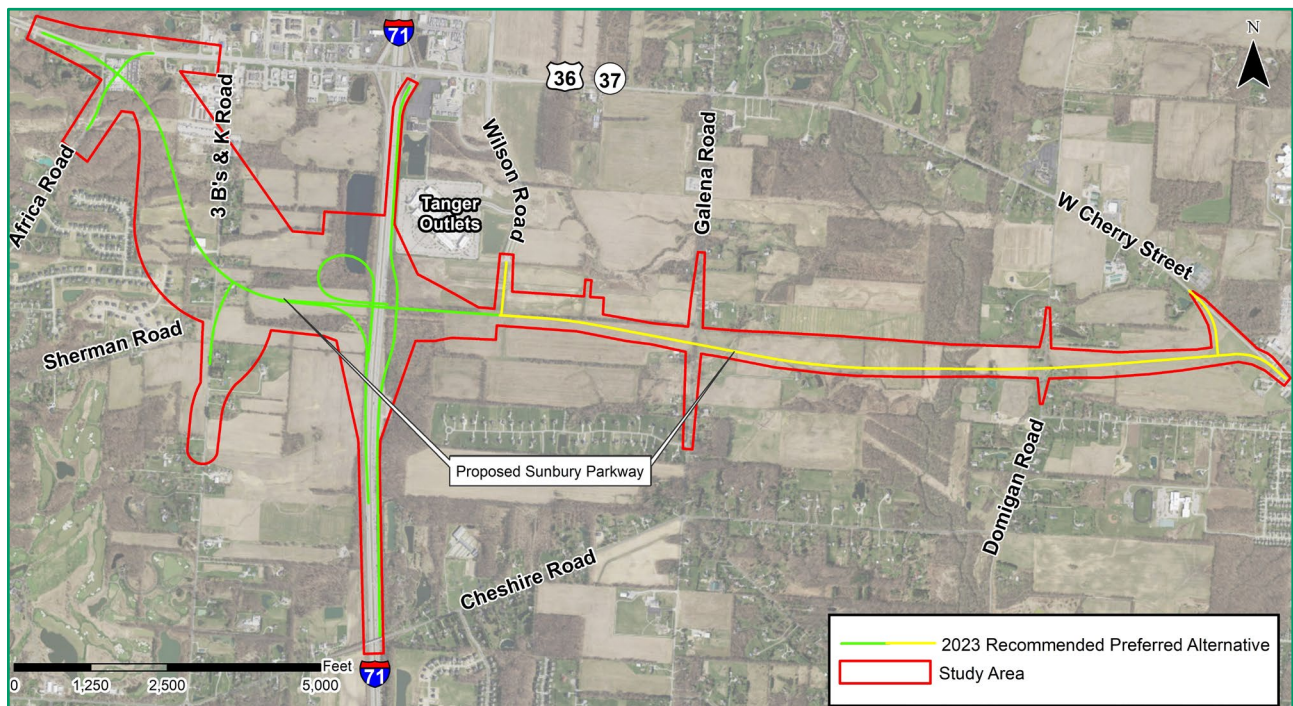 71
N
36
37
Africa Road
3 B's & K Road
Wilson Road
Galena Road
Tanger
Outlets
W Cherry Street
Sherman Road
Proposed Sunbury Parkway
Domigan Road
Cheshire Road
71
Feet
0
1,250
2,500
5,000
2023 Recommended Preferred Alternative
Study Area